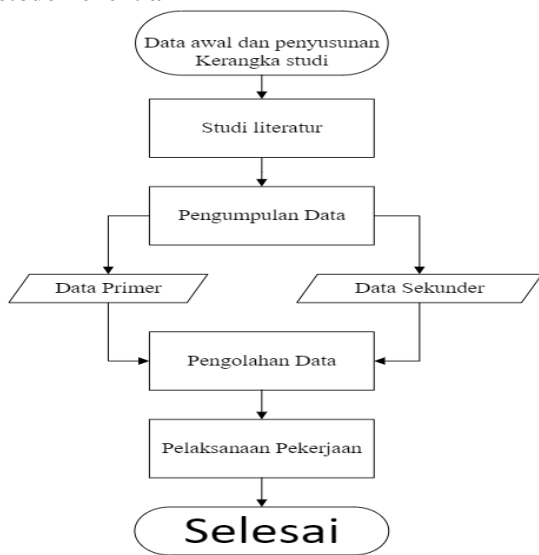 Data awal dan penyusunan
Kerangka studi
Studi literatur
Pengumpulan Data
Data Primer
Data Sekunder
Pengolahan Data
Pelaksanaan Pekerjaan
Selesai